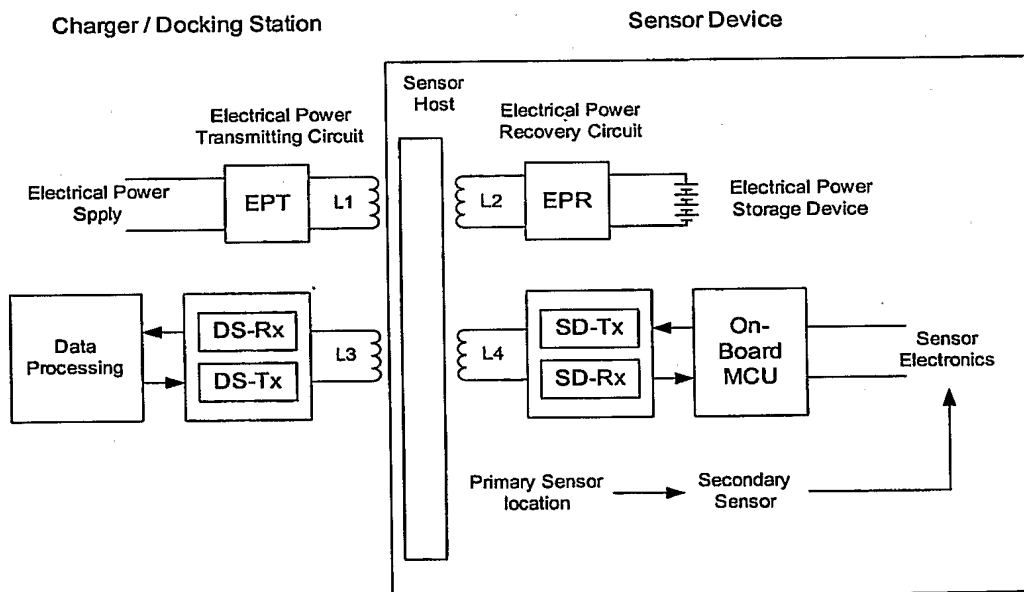 Charger / Docking Station
Sensor Device
Sensor
Host
Electrical Power
Transmitting Circuit
Electrical Power
Recovery Circuit
Electrical Power
Spply
EPT
L1
L2
EPR
Electrical Power
Storage Device
Data
Processing
DS-Rx
DS-Tx
L3
L4
SD-Tx
SD-Rx
On-
Board
MCU
Sensor
Electronics
Primary Sensor
location
Secondary
Sensor